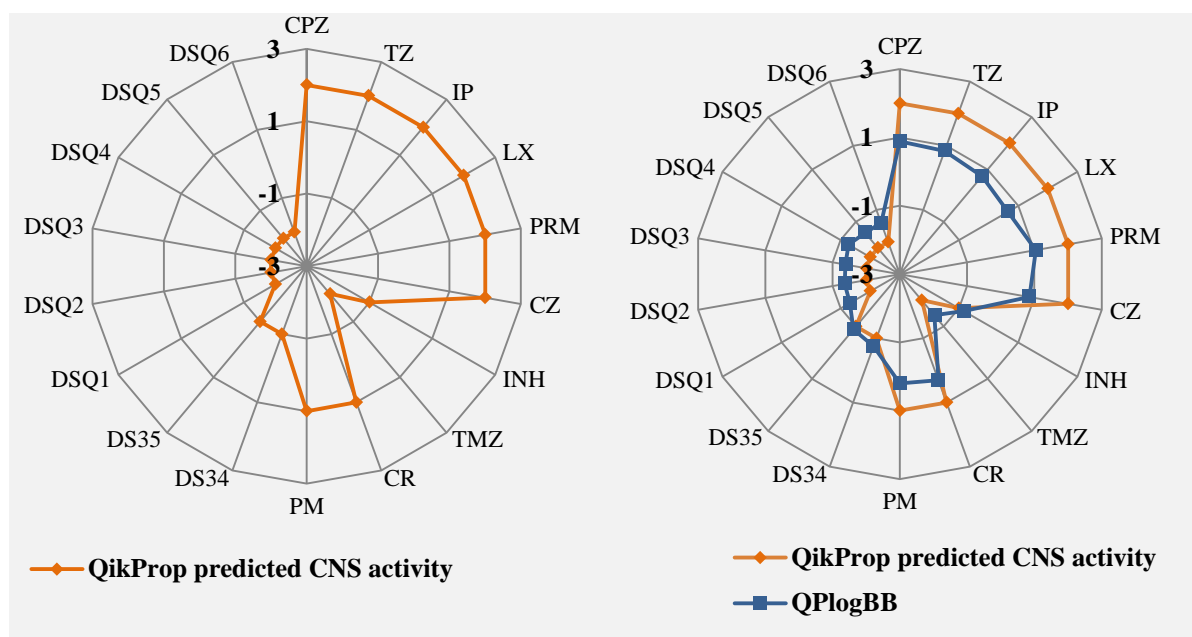 CPZ
TZ
IP
LX
PRM
CZ
INH
TMZ
CR
PM
DS34
DS35
DSQ1
DSQ2
DSQ3
DSQ4
DSQ5
DSQ6
3
1
-1
-3
QikProp predicted CNS activity
CPZ
TZ
IP
LX
PRM
CZ
INH
TMZ
CR
PM
DS34
DS35
DSQ1
DSQ2
DSQ3
DSQ4
DSQ5
DSQ6
3
1
-1
-3
QikProp predicted CNS activity
QPlogBB